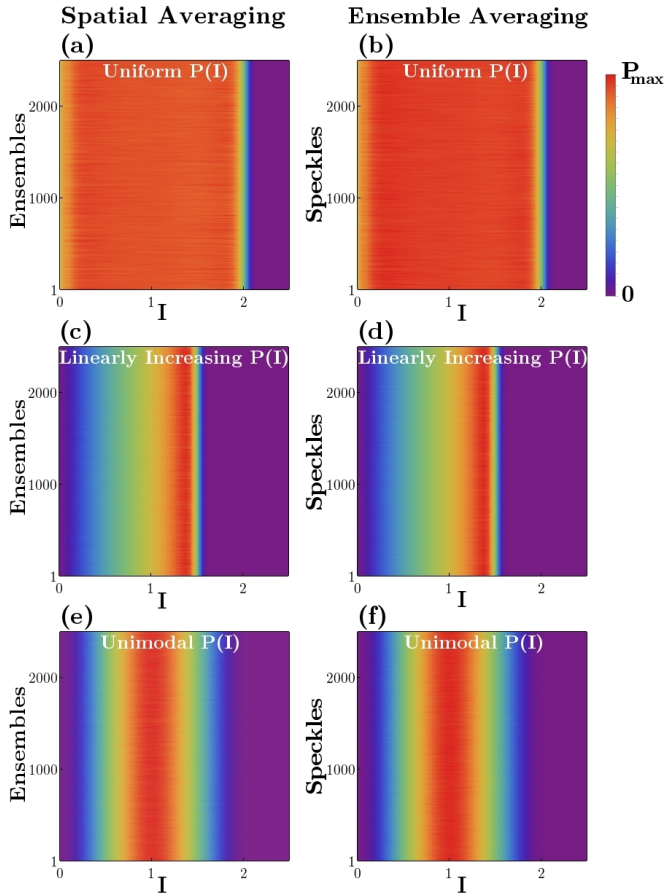 Spatial Averaging
Ensemble Averaging
(a)
(b)
Uniform P(I)
Uniform P(I)
Ensembles
2000
1000
1
0
1
2
I
Speckles
2000
1000
1
0
1
2
I
Pmax
0
(c)
(d)
Linearly Increasing P(I)
Linearly Increasing P(I)
Ensembles
2000
1000
1
0
1
2
I
Speckles
2000
1000
1
0
1
2
I
(e)
(f)
Unimodal P(I)
Unimodal P(I)
Ensembles
2000
1000
1
0
1
2
I
Speckles
2000
1000
1
0
1
2
I